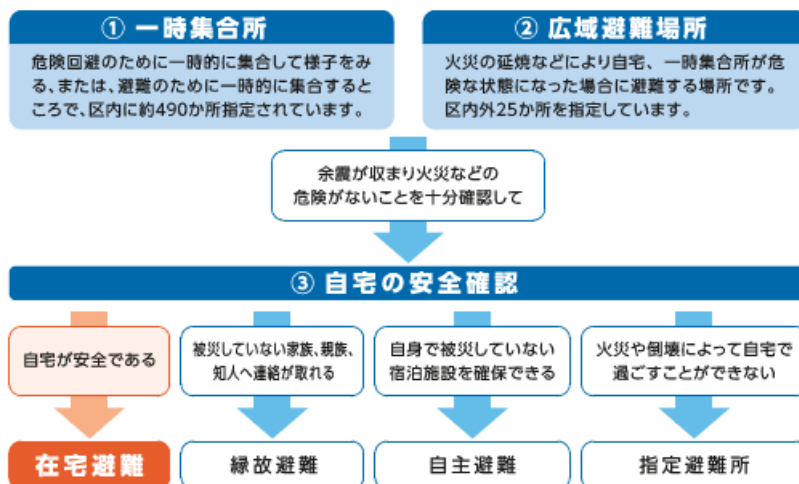 ① 一時集合所
危険回避のために一時的に集合して様子をみ
る、または、避難のために一時的に集合すると
ころで、区内に約490か所指定されています。
② 広域避難場所
火災の延焼などにより自宅、一時集合所が危
険な状態になった場合に避難する場所です。
区内外25か所を指定しています。
余震が収まり火災などの
危険がないことを十分確認して
③ 自宅の安全確認
自宅が安全である
被災していない家族、親族、
知人へ連絡が取れる
自身で被災していない
宿泊施設を確保できる
火災や倒壊によって自宅で
過ごすことができない
在宅避難
縁故避難
自主避難
指定避難所